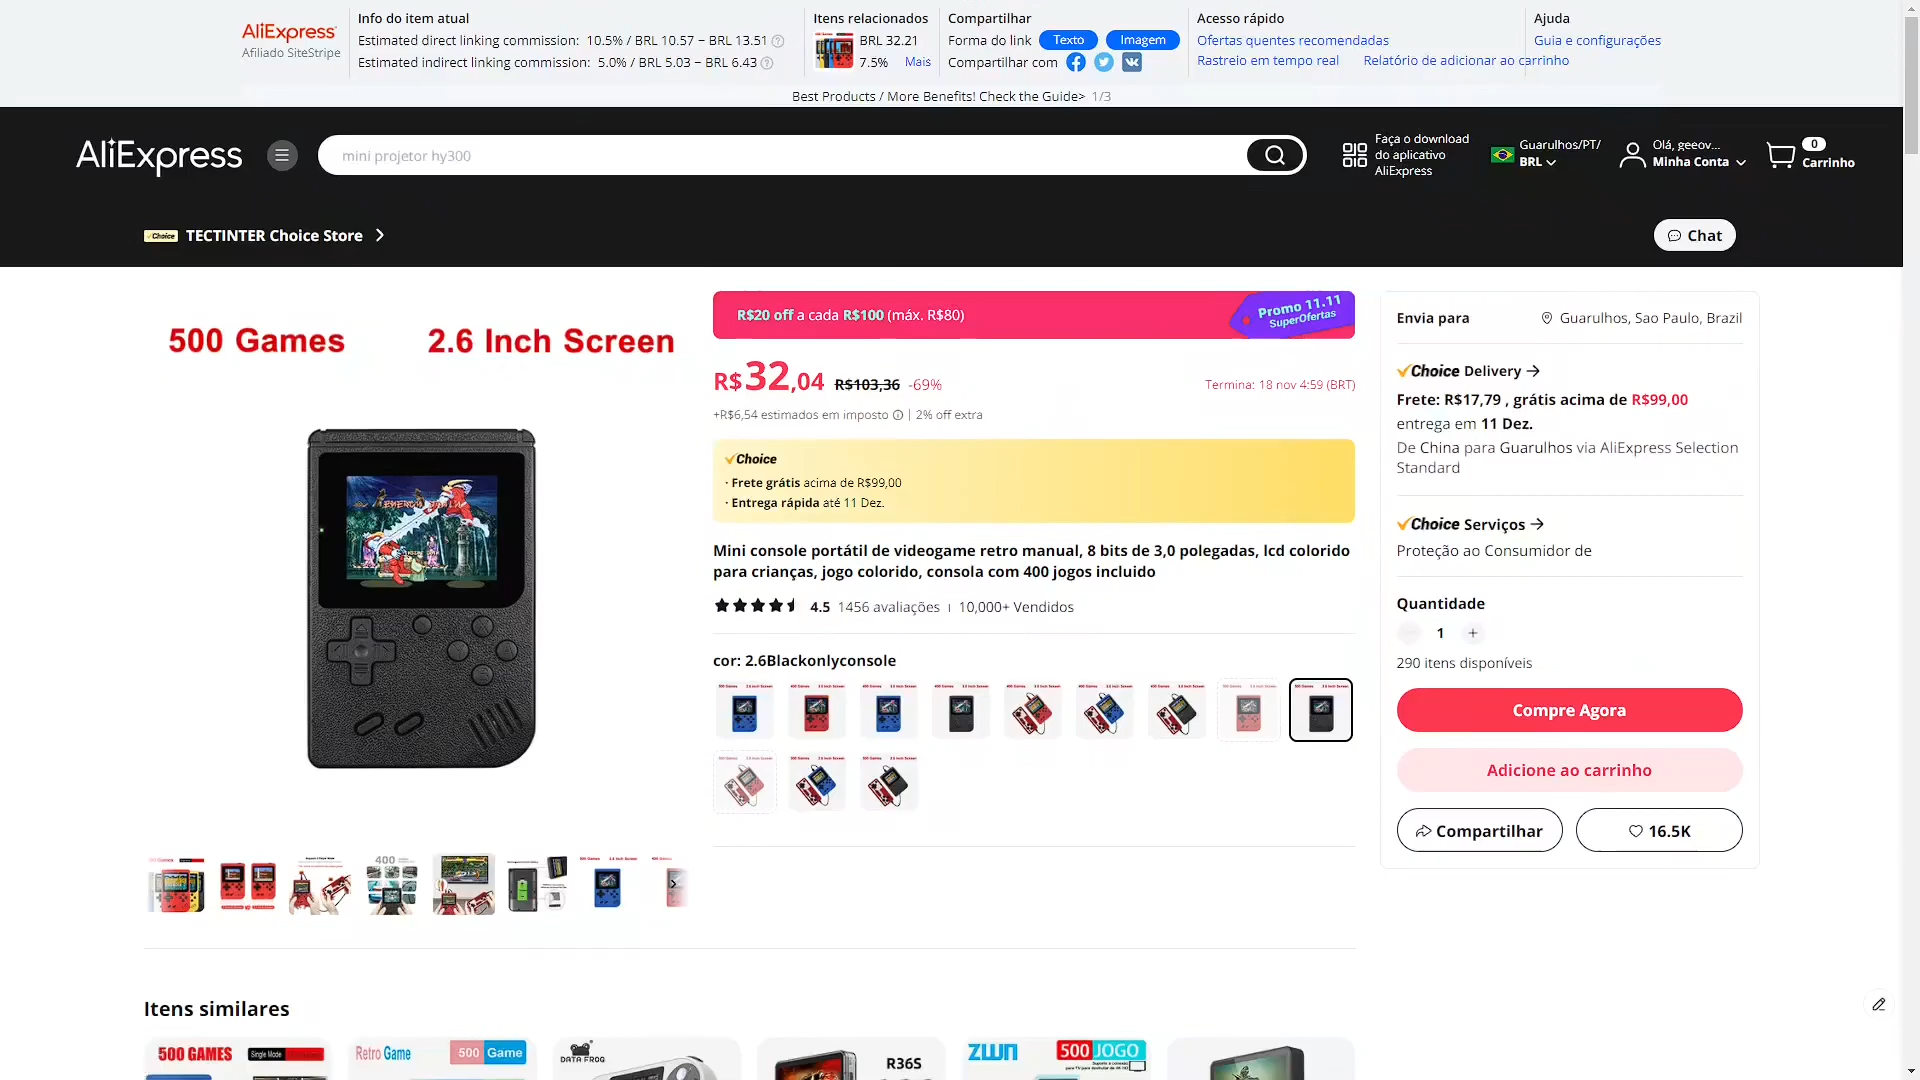 AliExpress
Afiliado SiteStripe
Info do item atual
Estimated direct linking commission: 10.5% / BRL 10.57 – BRL 13.51
Estimated indirect linking commission: 5.0% / BRL 5.03 – BRL 6.43
Itens relacionados
BRL 32.21
7.5% Mais
Compartilhar
Forma do link Texto Imagem
Compartilhar com
Acesso rápido
Ofertas quentes recomendadas
Rastreio em tempo real Relatório de adicionar ao carrinho
Ajuda
Guia e configurações
Best Products / More Benefits! Check the Guide> 1/3
AliExpress
mini projetor hy300
Faça o download
do aplicativo
AliExpress
Guarulhos/PT/
BRL
Olá, geeov...
Minha Conta
0
Carrinho
Choice TECTINTER Choice Store
Chat
500 Games 2.6 Inch Screen
R$20 off a cada R$100 (máx. R$80)
Promo 11.11
SuperOfertas
R$32,04 R$103,36 -69%
Termina: 18 nov 4:59 (BRT)
+R$6,54 estimados em imposto | 2% off extra
Choice
· Frete grátis acima de R$99,00
· Entrega rápida até 11 Dez.
Mini console portátil de videogame retro manual, 8 bits de 3,0 polegadas, lcd colorido
para crianças, jogo colorido, consola com 400 jogos incluido
4.5 1456 avaliações | 10,000+ Vendidos
cor: 2.6Blackonlyconsole
Envia para Guarulhos, Sao Paulo, Brazil
Choice Delivery
Frete: R$17,79 , grátis acima de R$99,00
entrega em 11 Dez.
De China para Guarulhos via AliExpress Selection
Standard
Choice Serviços
Proteção ao Consumidor de
Quantidade
1 +
290 itens disponíveis
Compre Agora
Adicione ao carrinho
Compartilhar 16.5K
400
Itens similares
500 GAMES Single Mode
Retro Game 500 Game
DATA FROG
R36S
ZWN 500 JOGO